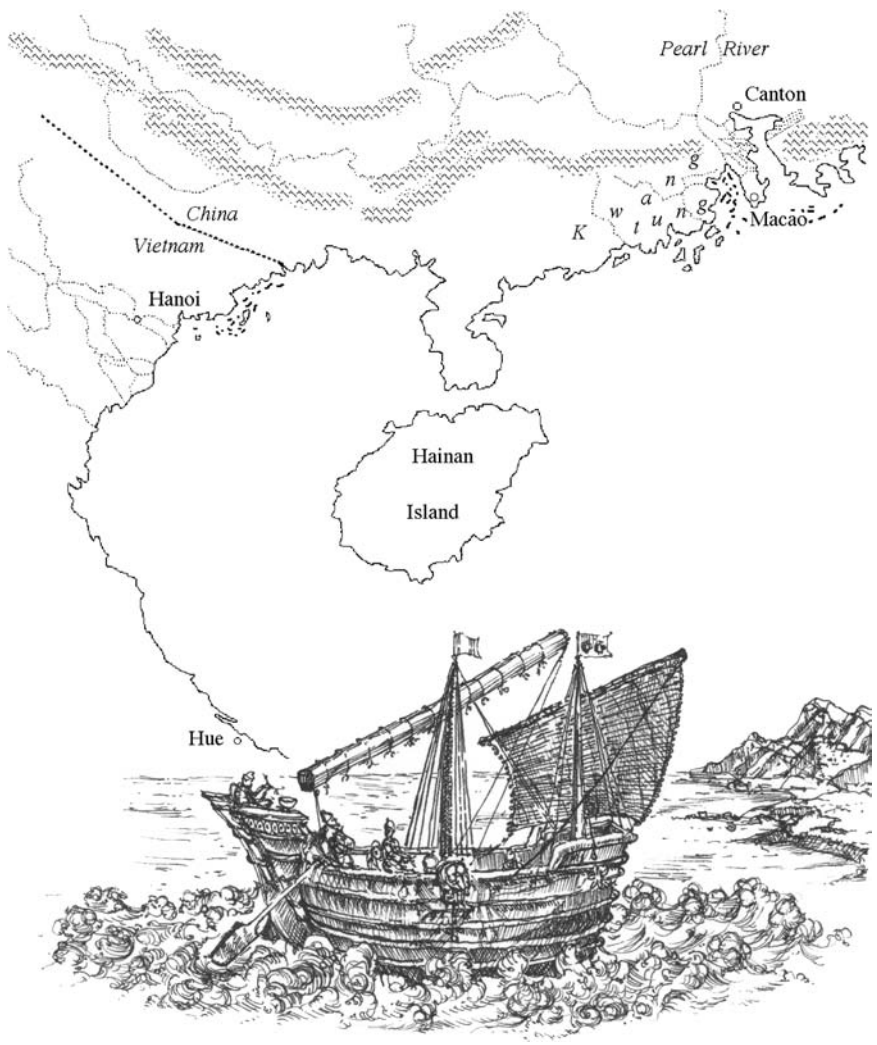 Pearl River
Canton
K w a n g
t u n g
Macao
China
Vietnam
Hanoi
Hainan
Island
Hue